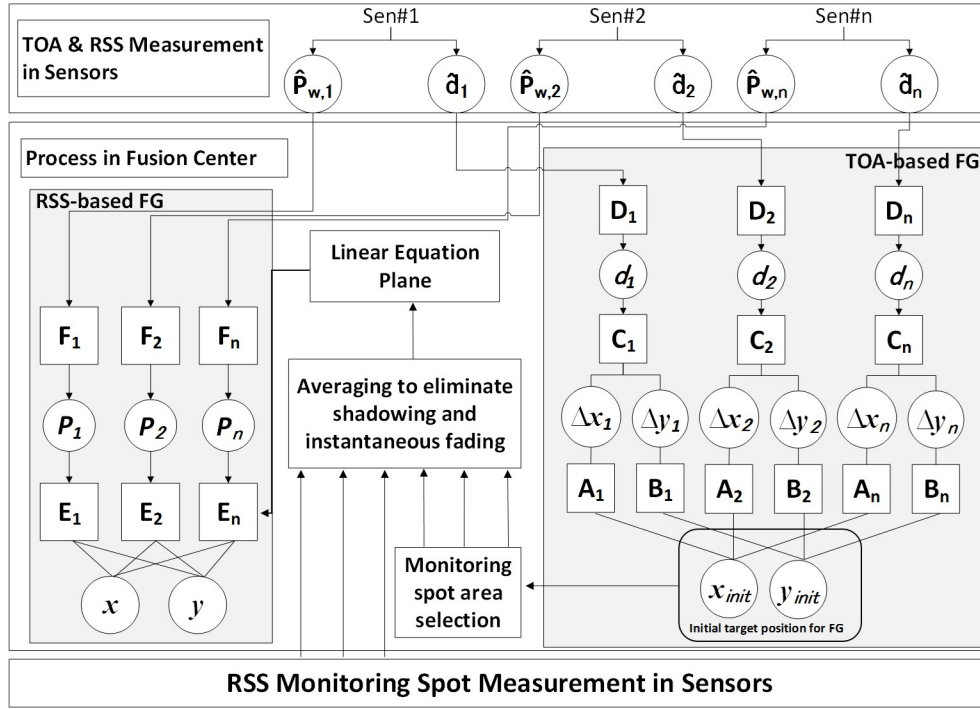 Sen#1 Sen#2 Sen#n
TOA & RSS Measurement
in Sensors
P̂w,1 d̂1 P̂w,2 d̂2 P̂w,n d̂n
Process in Fusion Center
TOA-based FG
RSS-based FG
D1 D2 Dn
Linear Equation
Plane
d1 d2 dn
F1 F2 Fn
C1 C2 Cn
Averaging to eliminate
shadowing and
instantaneous fading
P1 P2 Pn
Δx1 Δy1 Δx2 Δy2 Δxn Δyn
E1 E2 En
A1 B1 A2 B2 An Bn
Monitoring
spot area
selection
x y
xinit yinit
Initial target position for FG
RSS Monitoring Spot Measurement in Sensors